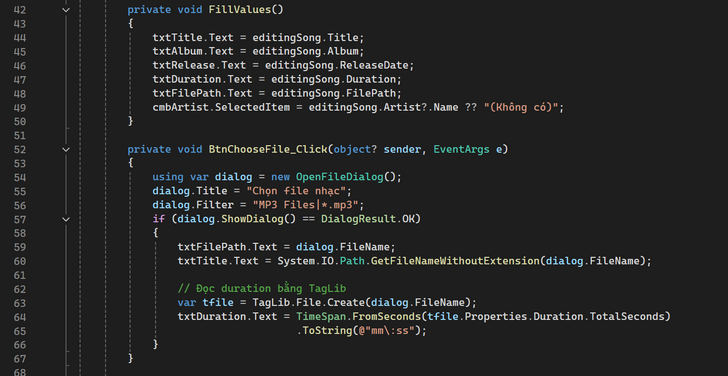 42 private void FillValues()
43 {
44 txtTitle.Text = editingSong.Title;
45 txtAlbum.Text = editingSong.Album;
46 txtRelease.Text = editingSong.ReleaseDate;
47 txtDuration.Text = editingSong.Duration;
48 txtFilePath.Text = editingSong.FilePath;
49 cmbArtist.SelectedItem = editingSong.Artist?.Name ?? "(Không có)";
50 }
51
52 private void BtnChooseFile_Click(object? sender, EventArgs e)
53 {
54 using var dialog = new OpenFileDialog();
55 dialog.Title = "Chọn file nhạc";
56 dialog.Filter = "MP3 Files|*.mp3";
57 if (dialog.ShowDialog() == DialogResult.OK)
58 {
59 txtFilePath.Text = dialog.FileName;
60 txtTitle.Text = System.IO.Path.GetFileNameWithoutExtension(dialog.FileName);
61
62 // Đọc duration bằng TagLib
63 var tfile = TagLib.File.Create(dialog.FileName);
64 txtDuration.Text = TimeSpan.FromSeconds(tfile.Properties.Duration.TotalSeconds)
65 .ToString(@"mm\:ss");
66 }
67 }
68